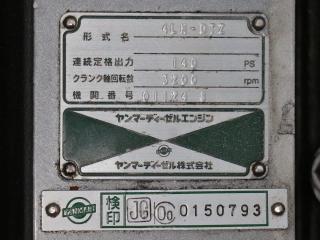 形式名 4LH-DTZ
連続定格出力 140 PS
クランク軸回転数 3200 rpm
機関番号
ヤンマーディーゼルエンジン
ヤンマーディーゼル株式会社
検印 JG 0150793